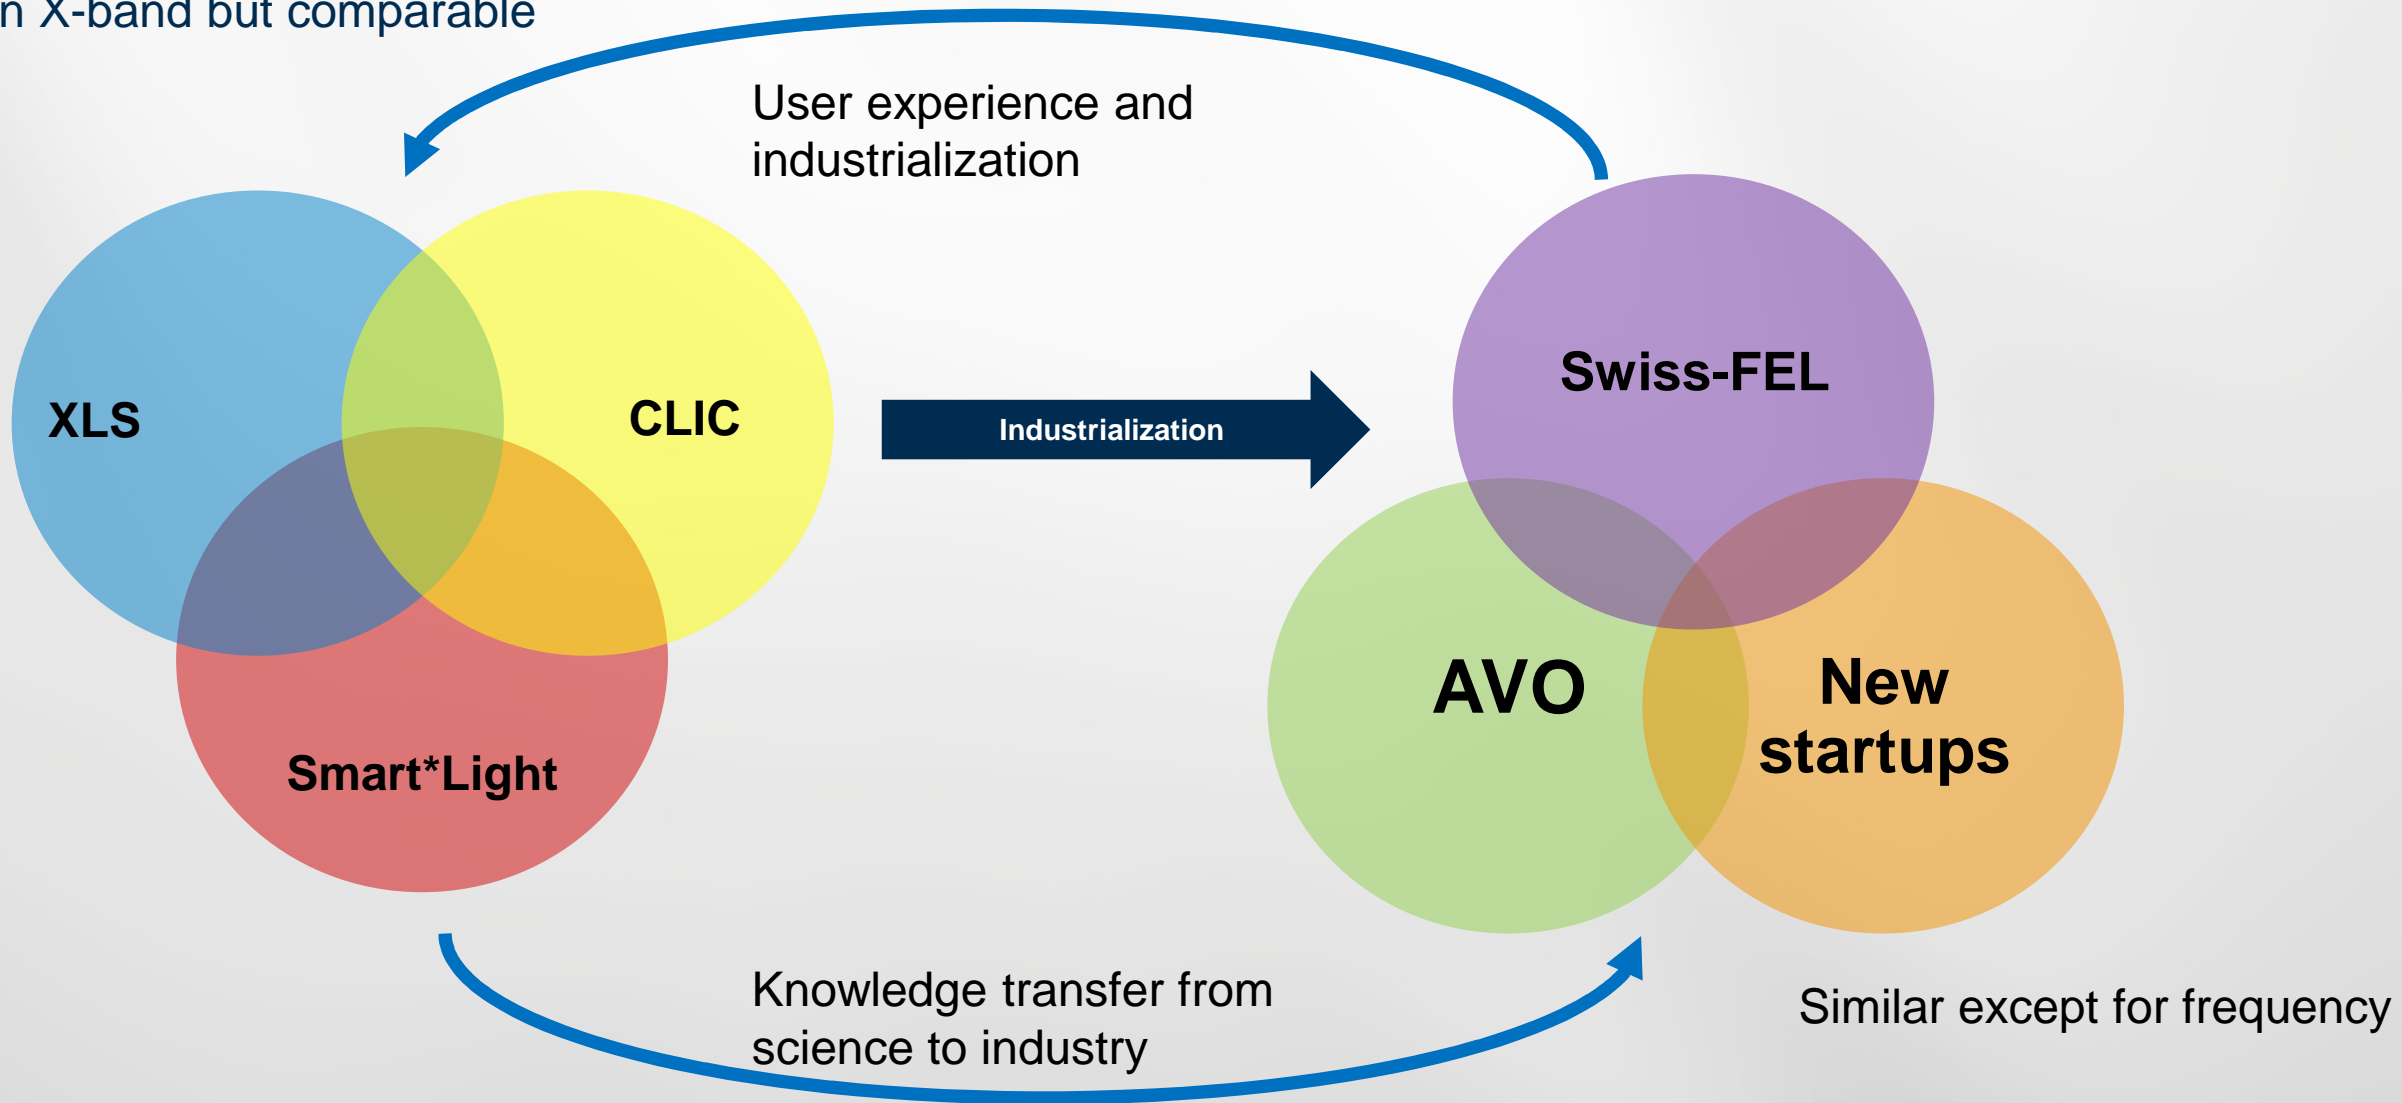 n X-band but comparable
User experience and
industrialization
Swiss-FEL
XLS
CLIC
Industrialization
AVO
New
startups
Smart*Light
Knowledge transfer from
science to industry
Similar except for frequency